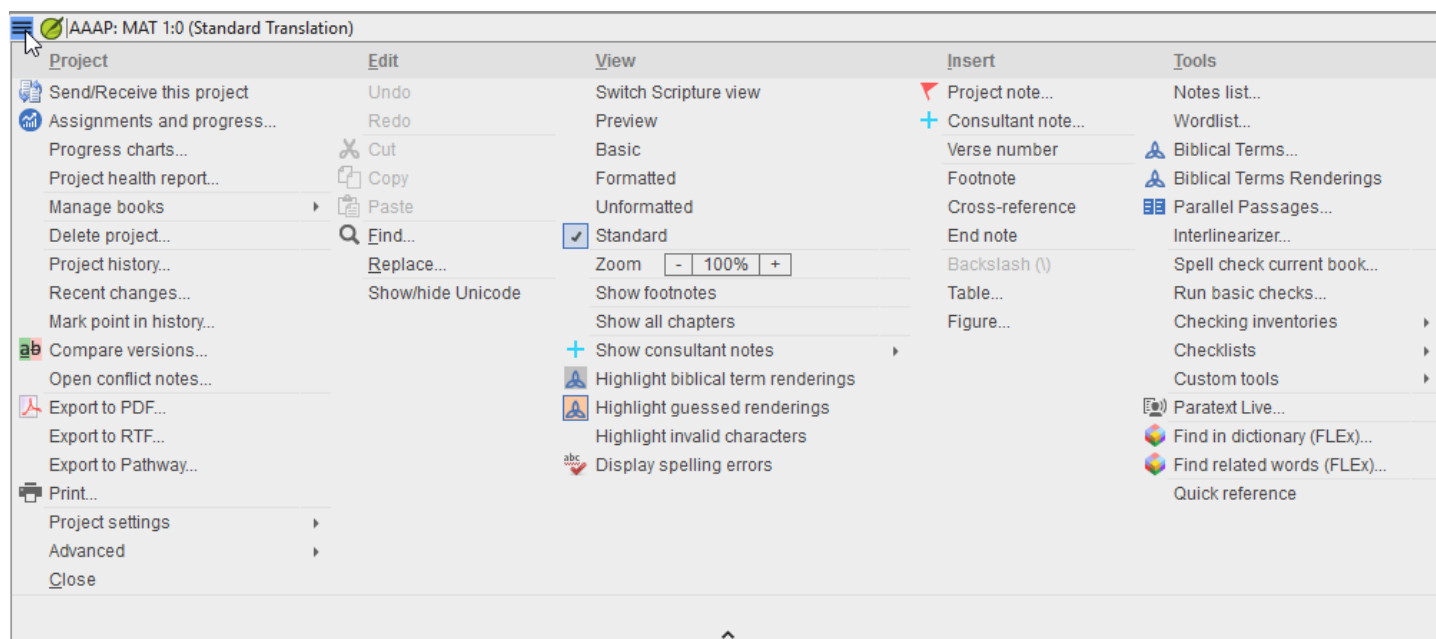 AAAP: MAT 1:0 (Standard Translation)
Project
Send/Receive this project
Assignments and progress...
Progress charts...
Project health report...
Manage books
Delete project...
Project history...
Recent changes...
Mark point in history...
ab Compare versions...
Open conflict notes...
Export to PDF...
Export to RTF...
Export to Pathway...
Print...
Project settings
Advanced
Close
Edit
Undo
Redo
Cut
Copy
Paste
Find...
Replace...
Show/hide Unicode
View
Switch Scripture view
Preview
Basic
Formatted
Unformatted
Standard
Zoom - 100% +
Show footnotes
Show all chapters
Show consultant notes
Highlight biblical term renderings
Highlight guessed renderings
Highlight invalid characters
abc Display spelling errors
Insert
Project note...
Consultant note...
Verse number
Footnote
Cross-reference
End note
Backslash (\)
Table...
Figure...
Tools
Notes list...
Wordlist...
Biblical Terms...
Biblical Terms Renderings
Parallel Passages...
Interlinearizer...
Spell check current book...
Run basic checks...
Checking inventories
Checklists
Custom tools
Paratext Live...
Find in dictionary (FLEx)...
Find related words (FLEx)...
Quick reference